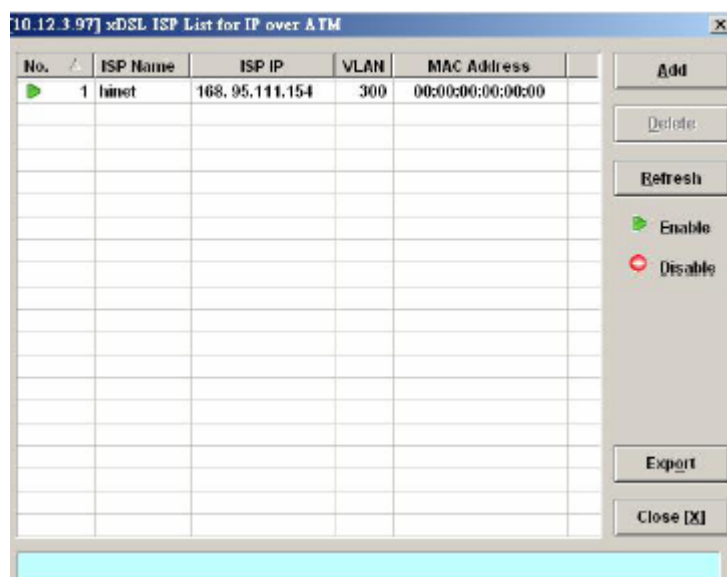 [10.12.3.97] xDSL ISP List for IP over ATM
No. ISP Name ISP IP VLAN MAC Address
1 hinet 168. 95.111.154 300 00:00:00:00:00:00
Add
Delete
Refresh
Enable
Disable
Export
Close [X]